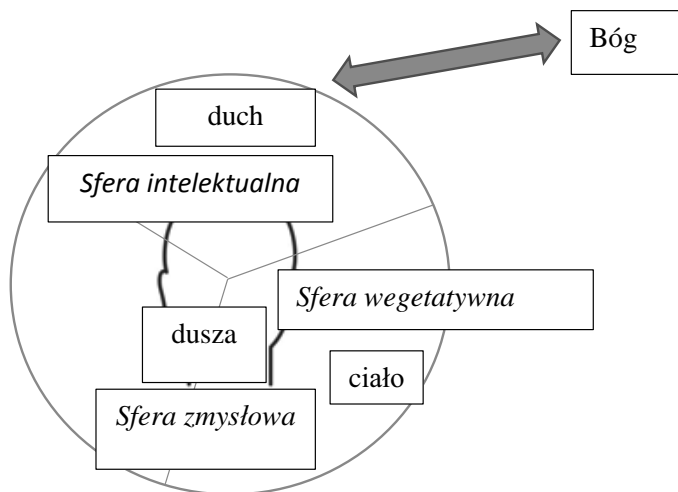 Bóg
duch
Sfera intelektualna
Sfera wegetatywna
dusza
ciało
Sfera zmysłowa